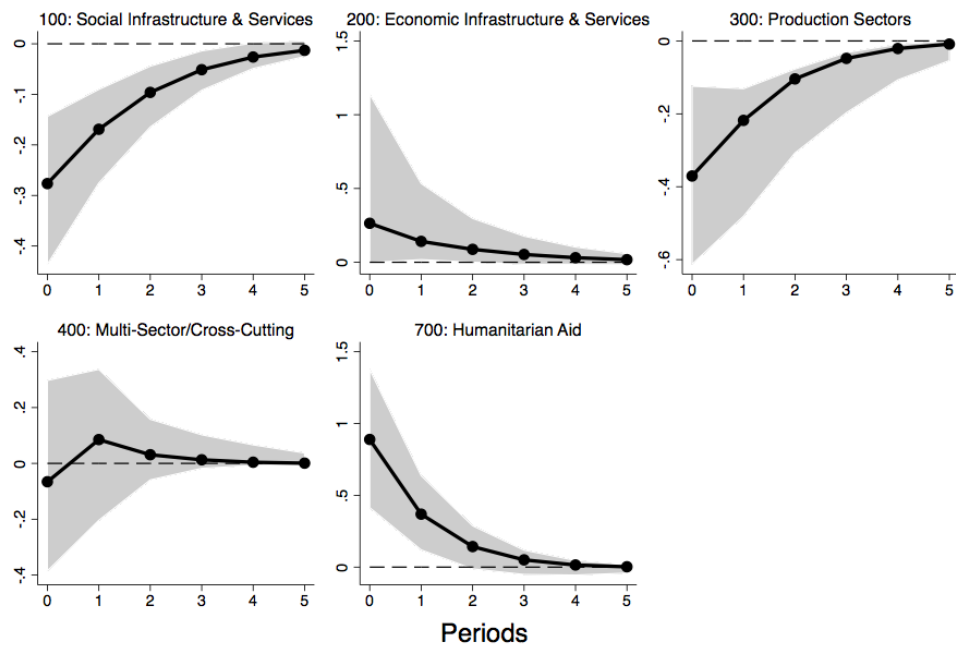 100: Social Infrastructure & Services
0
-.1
-.2
-.3
-.4
0 1 2 3 4 5
200: Economic Infrastructure & Services
1.5
1
.5
0
0 1 2 3 4 5
300: Production Sectors
0
-.2
-.4
-.6
0 1 2 3 4 5
400: Multi-Sector/Cross-Cutting
.4
.2
0
-.2
-.4
0 1 2 3 4 5
700: Humanitarian Aid
1.5
1
.5
0
0 1 2 3 4 5
Periods